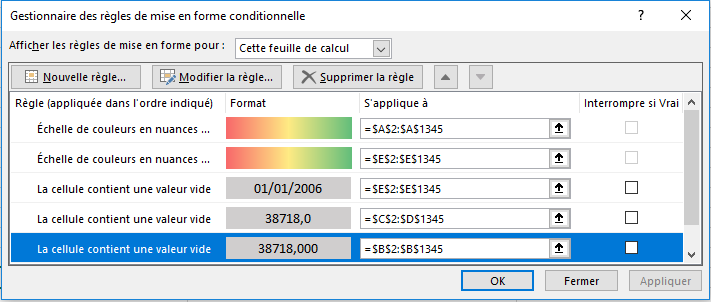 Gestionnaire des règles de mise en forme conditionnelle ? ×
Afficher les règles de mise en forme pour : Cette feuille de calcul
Nouvelle règle... Modifier la règle... Supprimer la règle
Règle (appliquée dans l'ordre indiqué) Format S'applique à Interrompre si Vrai
Échelle de couleurs en nuances ... =$A$2:$A$1345
Échelle de couleurs en nuances ... =$E$2:$E$1345
La cellule contient une valeur vide 01/01/2006 =$E$2:$E$1345
La cellule contient une valeur vide 38718,0 =$C$2:$D$1345
La cellule contient une valeur vide 38718,000 =$B$2:$B$1345
OK Fermer Appliquer